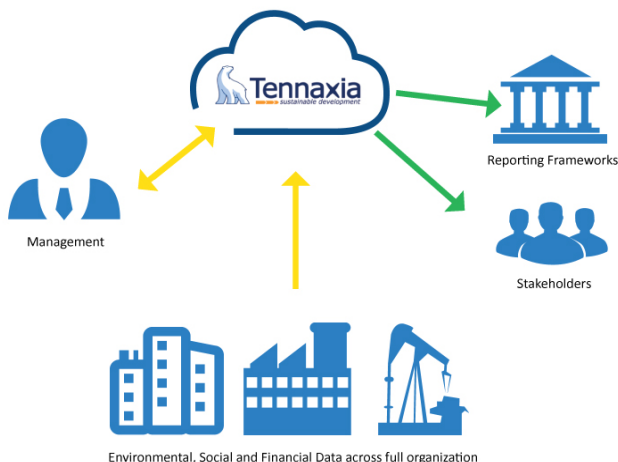 Tennaxia
sustainable development
Reporting Frameworks
Management
Stakeholders
Environmental, Social and Financial Data across full organization